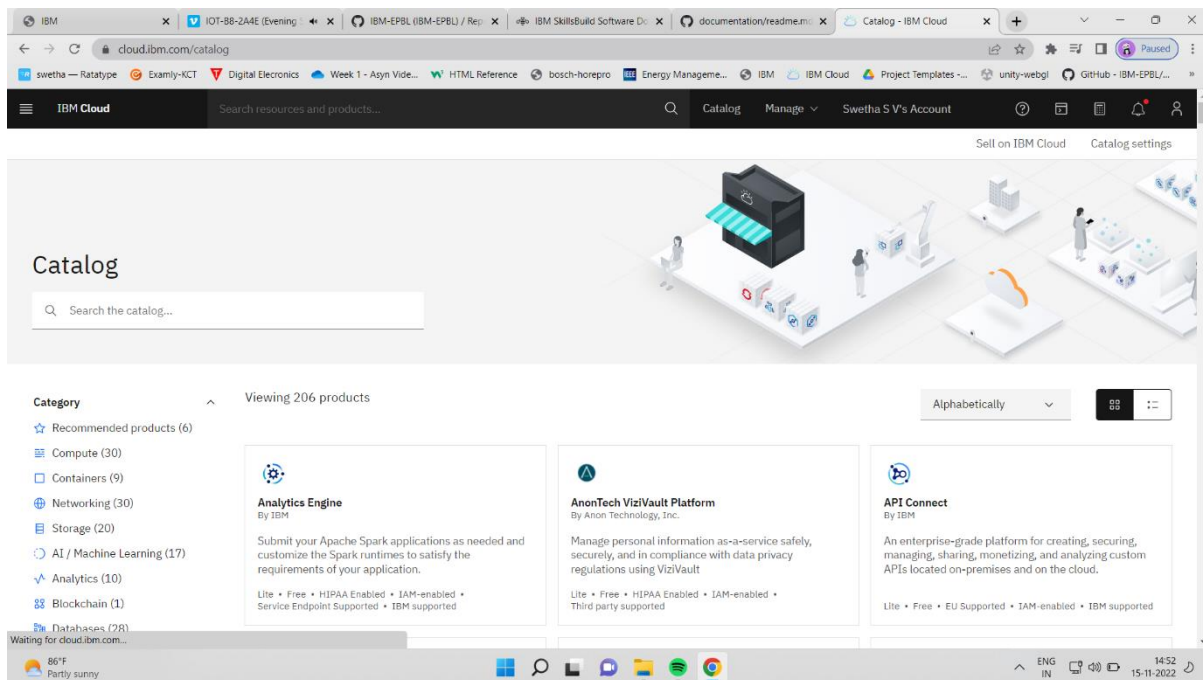 IBM
IOT-B8-2A4E (Evening
IBM-EPBL (IBM-EPBL) / Rep
IBM SkillsBuild Software Do
documentation/readme.m
Catalog - IBM Cloud
cloud.ibm.com/catalog
Paused
swetha — Ratatype
Examly-KCT
Digital Elecronics
Week 1 - Asyn Vide...
HTML Reference
bosch-horepro
IEEE
Energy Manageme...
IBM
IBM Cloud
Project Templates -...
unity-webgl
GitHub - IBM-EPBL/...
»
IBM Cloud
Search resources and products...
Catalog
Manage
Swetha S V's Account
Sell on IBM Cloud
Catalog settings
Catalog
Search the catalog...
Category
Viewing 206 products
Alphabetically
Recommended products (6)
Compute (30)
Containers (9)
Networking (30)
Storage (20)
AI / Machine Learning (17)
Analytics (10)
Blockchain (1)
Databases (28)
Analytics Engine
By IBM
Submit your Apache Spark applications as needed and
customize the Spark runtimes to satisfy the
requirements of your application.
Lite • Free • HIPAA Enabled • IAM-enabled •
Service Endpoint Supported • IBM supported
AnonTech ViziVault Platform
By Anon Technology, Inc.
Manage personal information as-a-service safely,
securely, and in compliance with data privacy
regulations using ViziVault
Lite • Free • HIPAA Enabled • IAM-enabled •
Third party supported
API Connect
By IBM
An enterprise-grade platform for creating, securing,
managing, sharing, monetizing, and analyzing custom
APIs located on-premises and on the cloud.
Lite • Free • EU Supported • IAM-enabled • IBM supported
Waiting for cloud.ibm.com...
86°F
Partly sunny
ENG
IN
14:52
15-11-2022